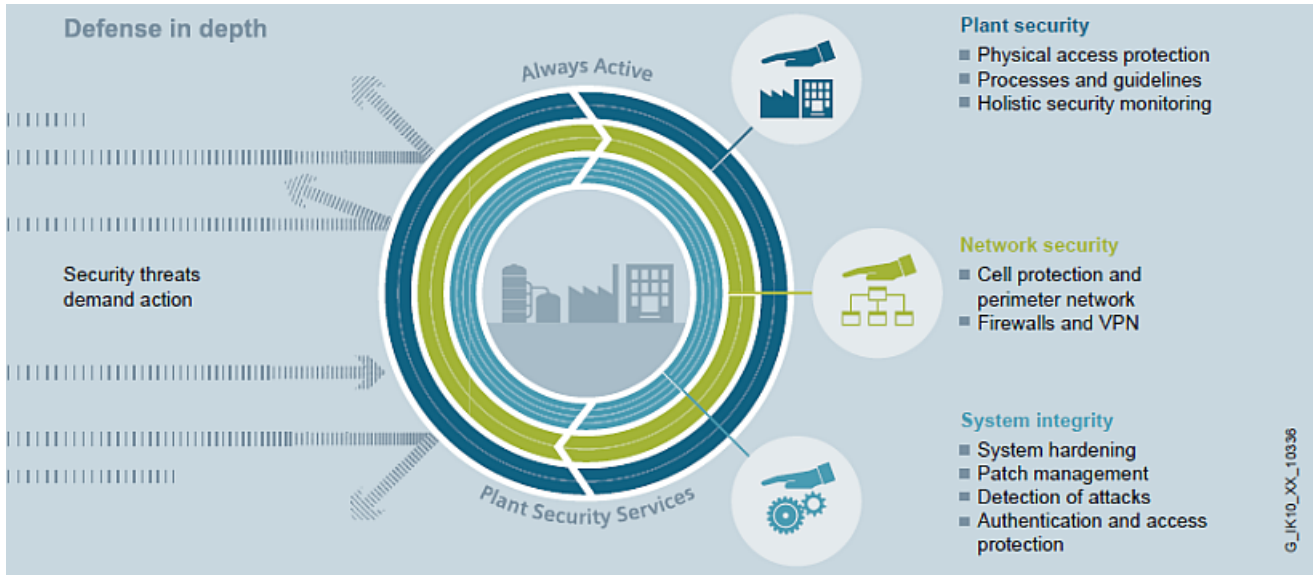 Defense in depth
Always Active
Security threats
demand action
Plant Security Services
Plant security
Physical access protection
Processes and guidelines
Holistic security monitoring
Network security
Cell protection and
perimeter network
Firewalls and VPN
System integrity
System hardening
Patch management
Detection of attacks
Authentication and access
protection
G_IK10_XX_10336